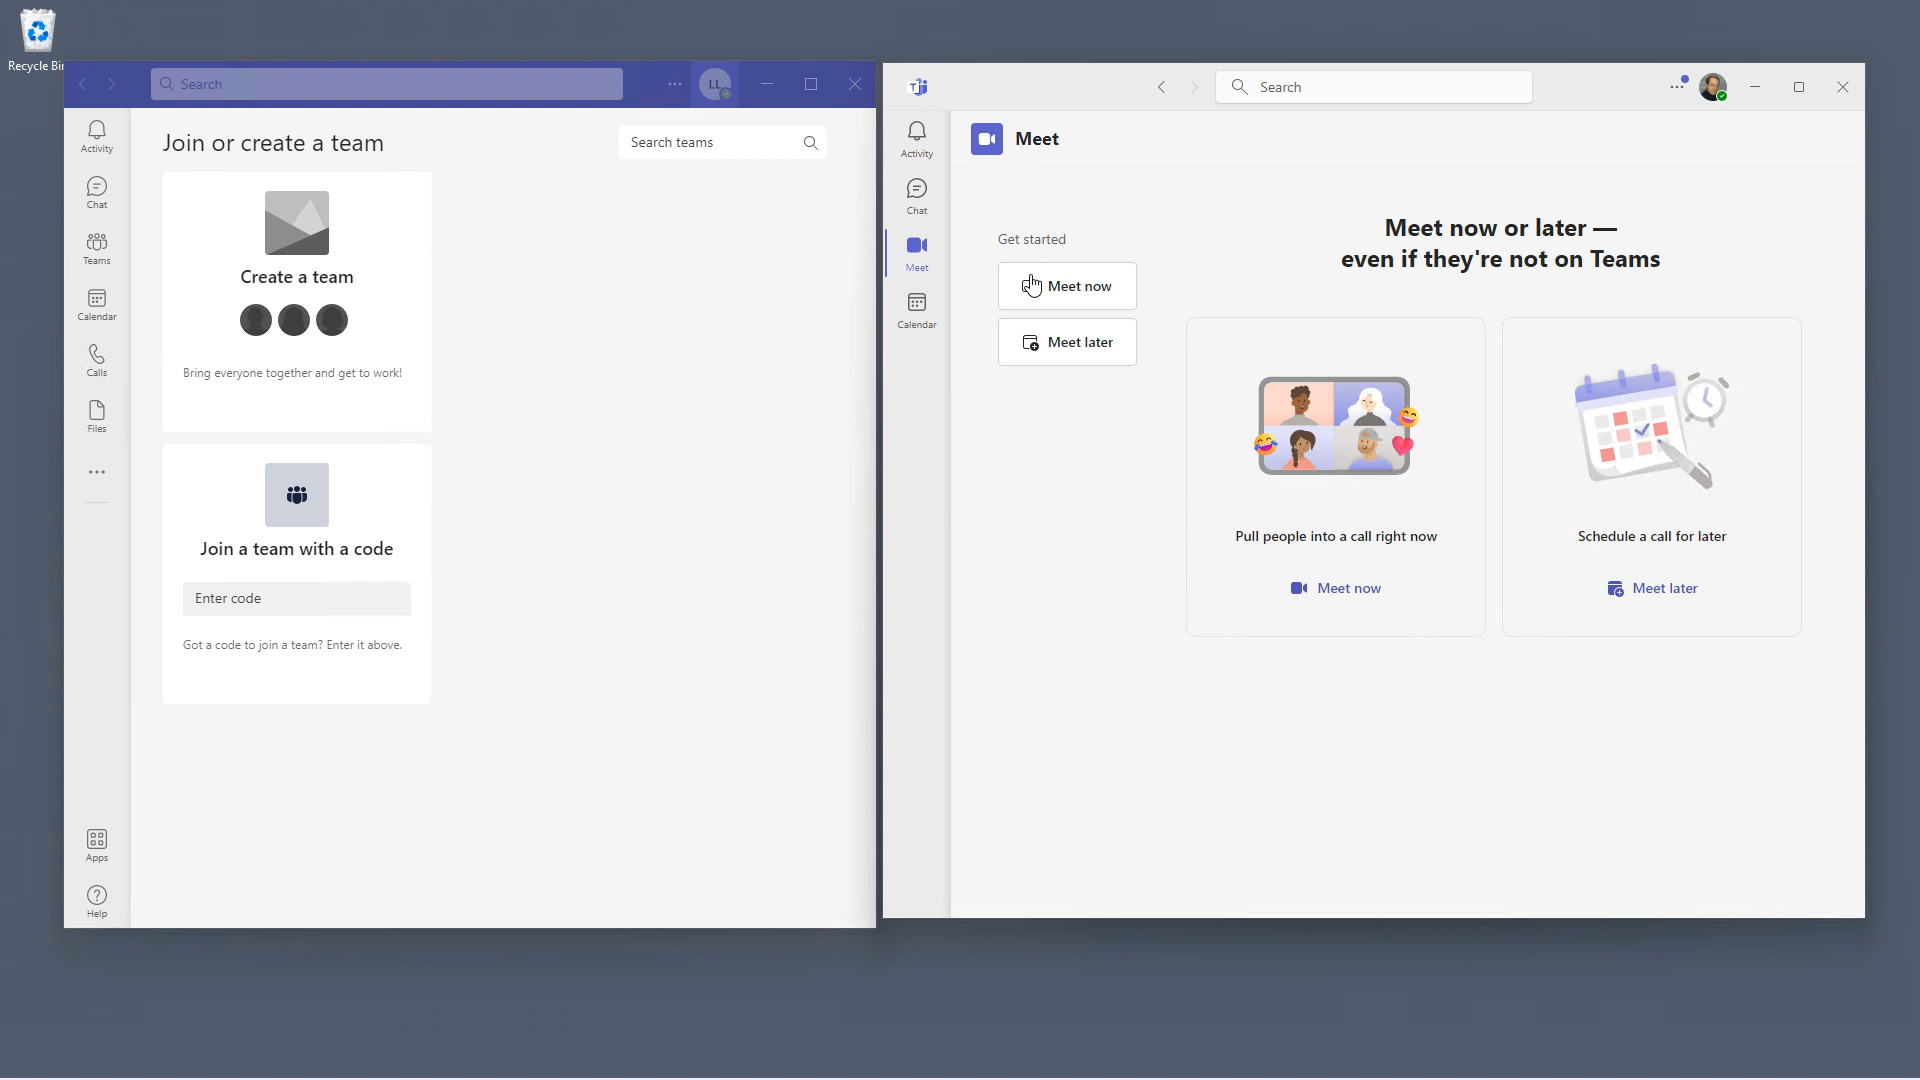 Recycle Bin
Search
LL
Activity
Chat
Teams
Calendar
Calls
Files
Apps
Help
Join or create a team
Search teams
Create a team
Bring everyone together and get to work!
Join a team with a code
Enter code
Got a code to join a team? Enter it above.
Search
Activity
Chat
Meet
Calendar
Meet
Get started
Meet now
Meet later
Meet now or later —
even if they're not on Teams
Pull people into a call right now
Meet now
Schedule a call for later
Meet later